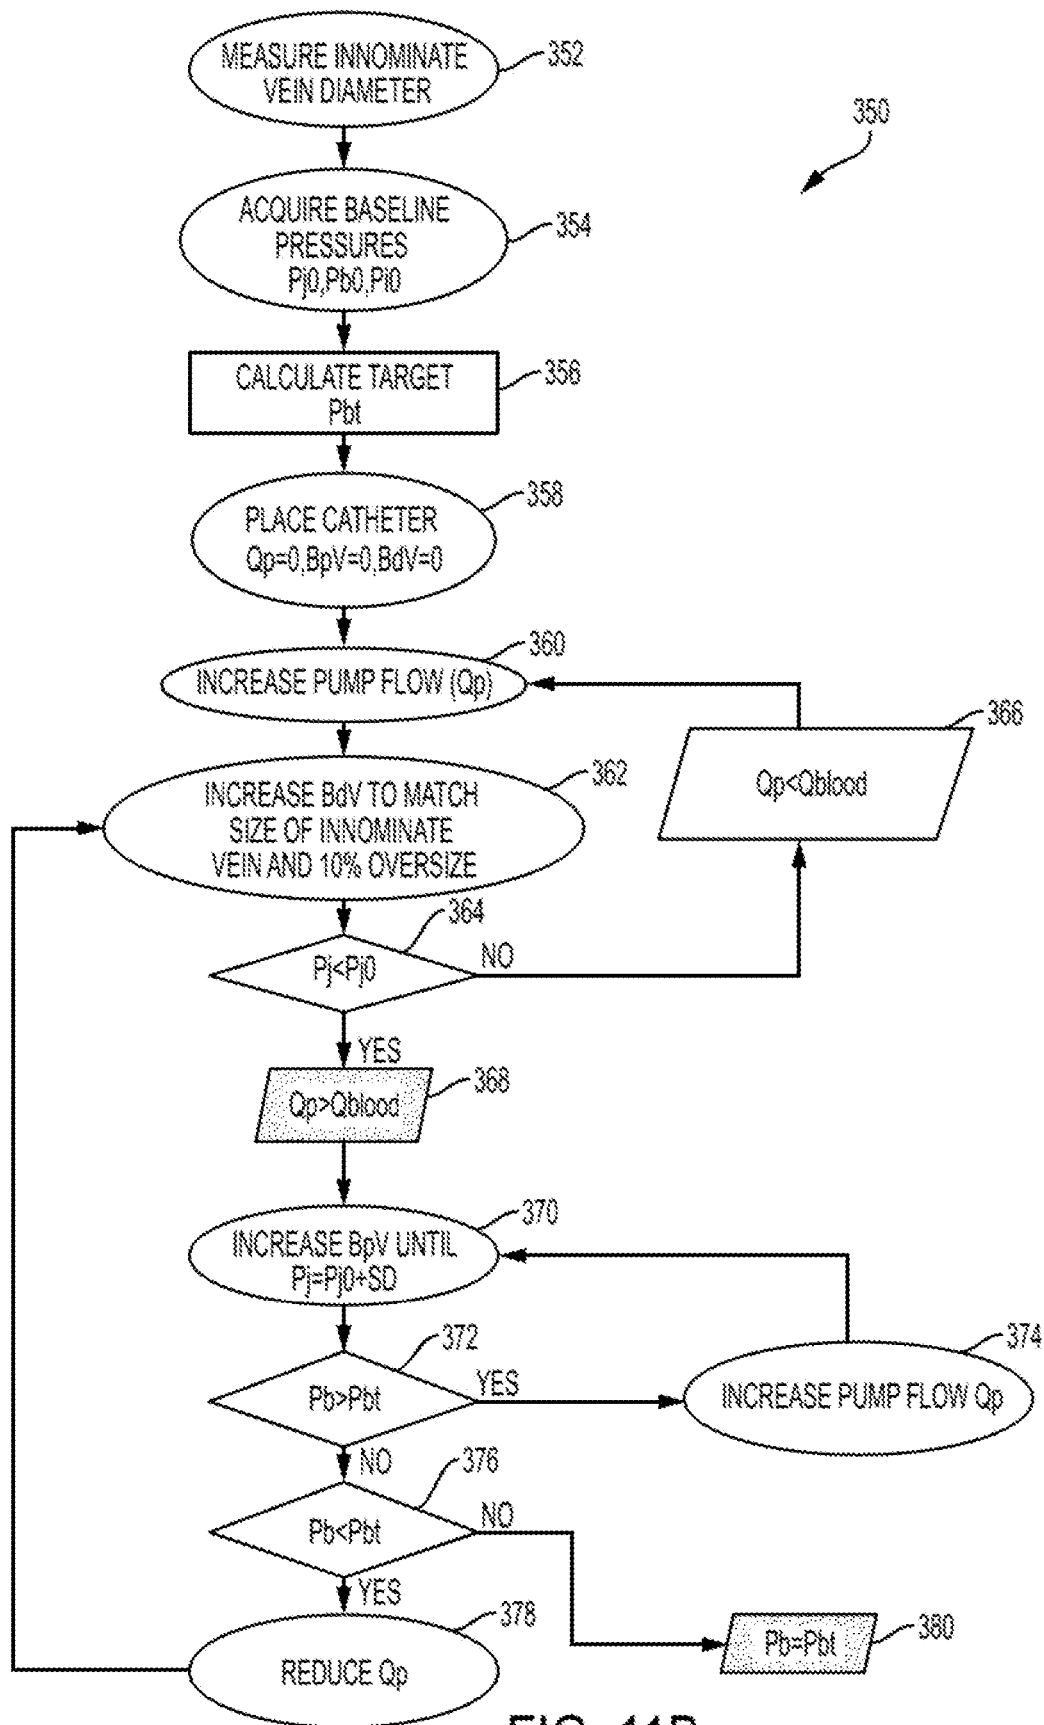 MEASURE INNOMINATE
VEIN DIAMETER
352
350
ACQUIRE BASELINE
PRESSURES
Pj0,Pb0,Pi0
354
CALCULATE TARGET
Pbt
356
PLACE CATHETER
Qp=0,BpV=0,BdV=0
358
INCREASE PUMP FLOW (Qp)
360
Qp<Qblood
366
INCREASE BdV TO MATCH
SIZE OF INNOMINATE
VEIN AND 10% OVERSIZE
362
Pj<Pj0
364
NO
YES
Qp>Qblood
368
INCREASE BpV UNTIL
Pj=Pj0+SD
370
Pb>Pbt
372
YES
INCREASE PUMP FLOW Qp
374
NO
Pb<Pbt
376
NO
YES
REDUCE Qp
378
Pb=Pbt
380
FIG. 11B